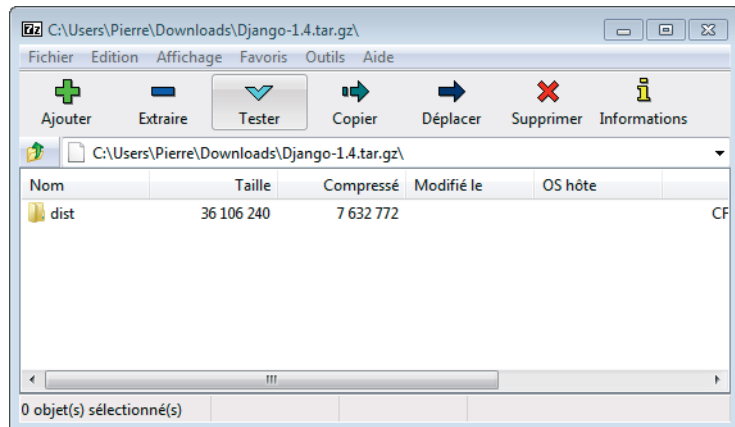 7z C:\Users\Pierre\Downloads\Django-1.4.tar.gz\
Fichier Edition Affichage Favoris Outils Aide
Ajouter Extraire Tester Copier Déplacer Supprimer Informations
C:\Users\Pierre\Downloads\Django-1.4.tar.gz\
Nom Taille Compressé Modifié le OS hôte
dist 36 106 240 7 632 772 CF
0 objet(s) sélectionné(s)